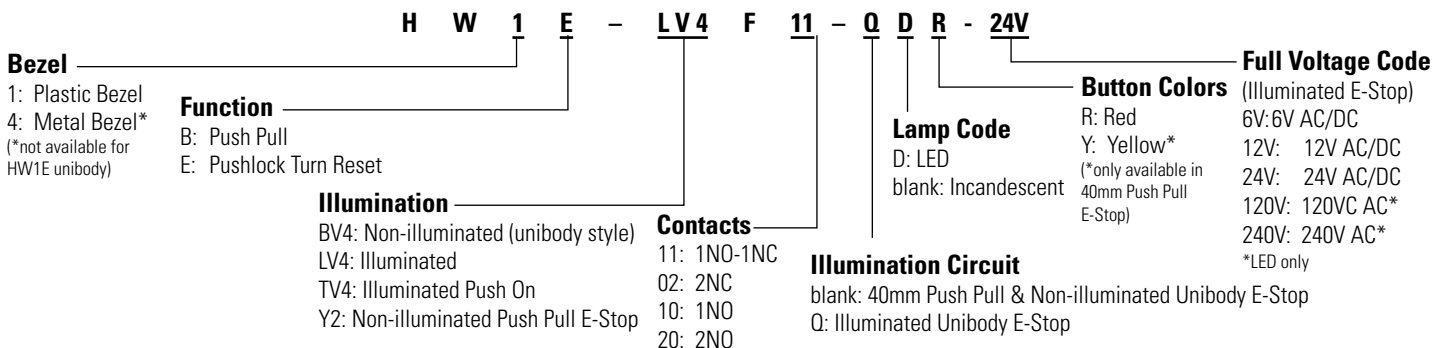 H W 1 E – L V 4 F 11 – Q D R - 24V
Bezel
1: Plastic Bezel
4: Metal Bezel*
(*not available for
HW1E unibody)
Function
B: Push Pull
E: Pushlock Turn Reset
Illumination
BV4: Non-illuminated (unibody style)
LV4: Illuminated
TV4: Illuminated Push On
Y2: Non-illuminated Push Pull E-Stop
Contacts
11: 1NO-1NC
02: 2NC
10: 1NO
20: 2NO
Illumination Circuit
blank: 40mm Push Pull & Non-illuminated Unibody E-Stop
Q: Illuminated Unibody E-Stop
Lamp Code
D: LED
blank: Incandescent
Button Colors
R: Red
Y: Yellow*
(*only available in
40mm Push Pull
E-Stop)
Full Voltage Code
(Illuminated E-Stop)
6V:6V AC/DC
12V: 12V AC/DC
24V: 24V AC/DC
120V: 120VC AC*
240V: 240V AC*
*LED only